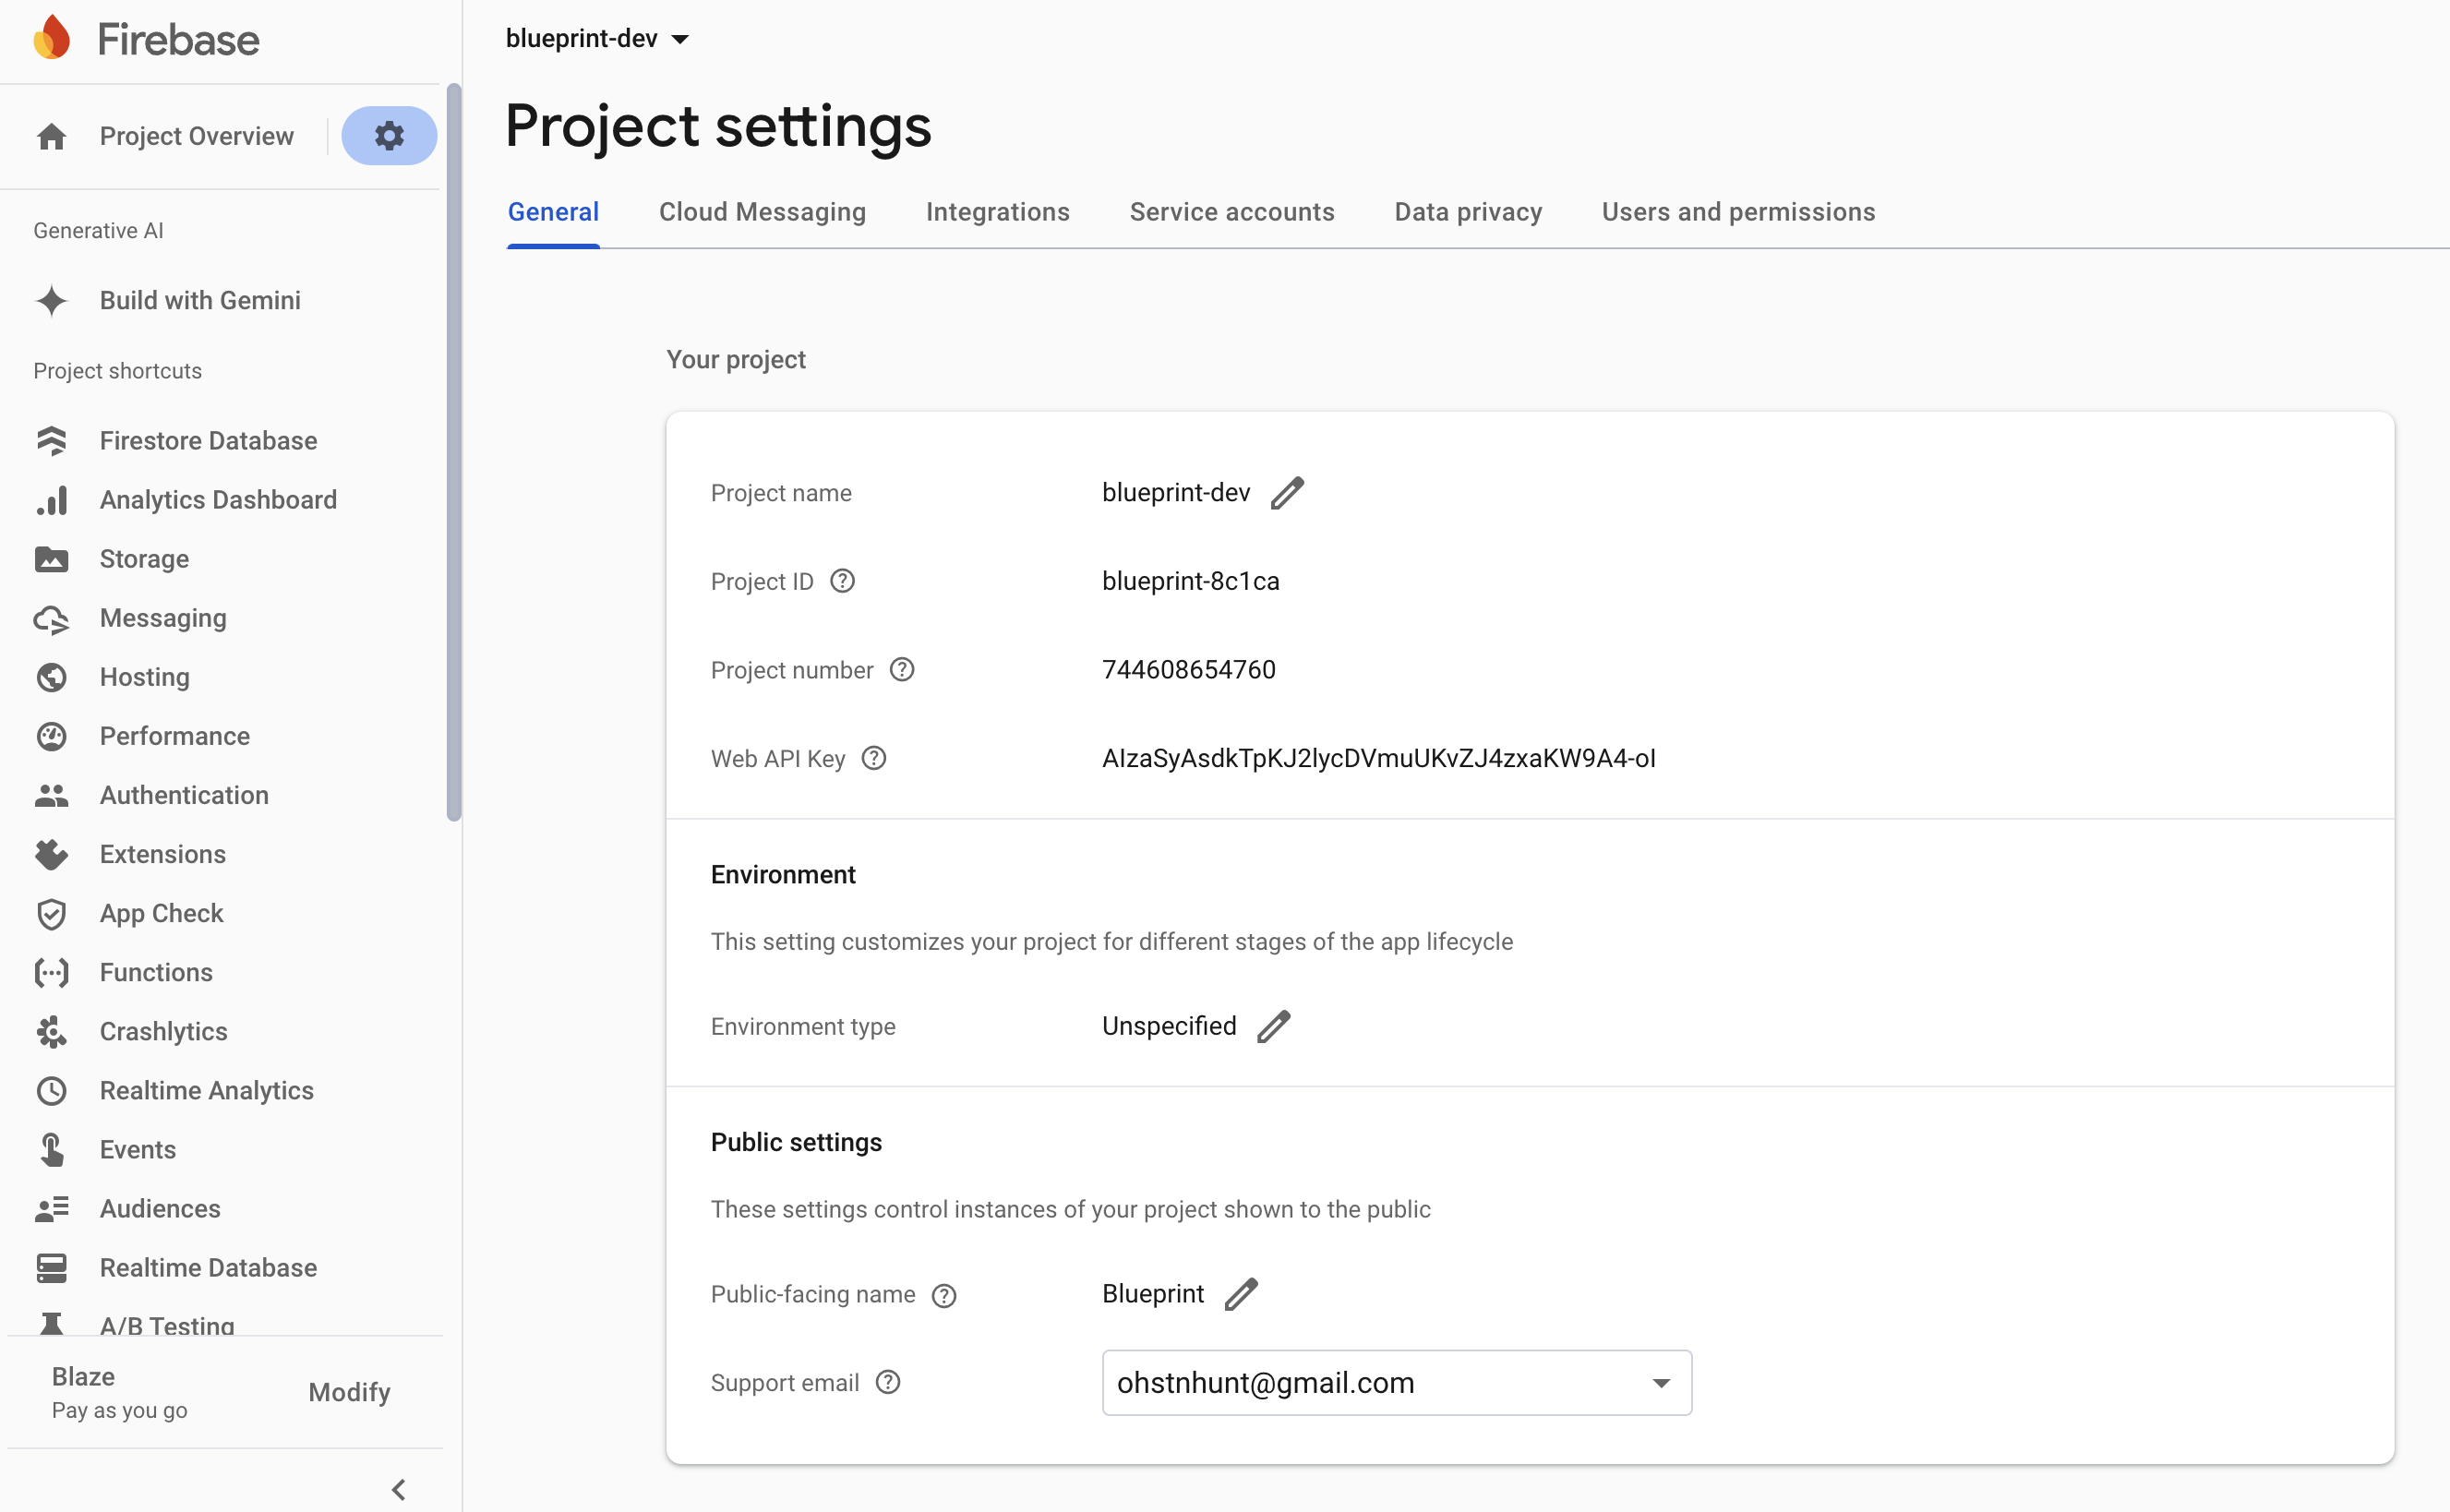 Firebase
Project Overview
Generative AI
Build with Gemini
Project shortcuts
Firestore Database
Analytics Dashboard
Storage
Messaging
Hosting
Performance
Authentication
Extensions
App Check
Functions
Crashlytics
Realtime Analytics
Events
Audiences
Realtime Database
A/B Testing
Blaze
Pay as you go
Modify
blueprint-dev
Project settings
General Cloud Messaging Integrations Service accounts Data privacy Users and permissions
Your project
Project name blueprint-dev
Project ID blueprint-8c1ca
Project number 744608654760
Web API Key AIzaSyAsdkTpKJ2lycDVmuUKvZJ4zxaKW9A4-oI
Environment
This setting customizes your project for different stages of the app lifecycle
Environment type Unspecified
Public settings
These settings control instances of your project shown to the public
Public-facing name Blueprint
Support email ohstnhunt@gmail.com